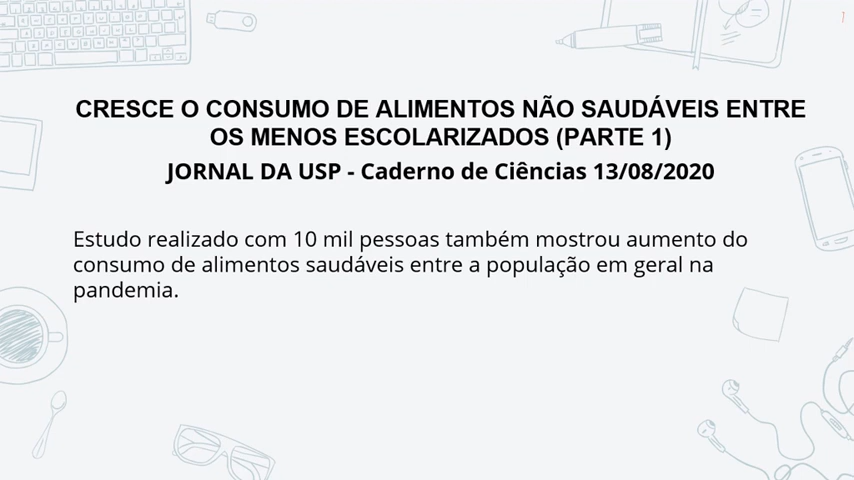 CRESCE O CONSUMO DE ALIMENTOS NÃO SAUDÁVEIS ENTRE
OS MENOS ESCOLARIZADOS (PARTE 1)
JORNAL DA USP - Caderno de Ciências 13/08/2020
Estudo realizado com 10 mil pessoas também mostrou aumento do
consumo de alimentos saudáveis entre a população em geral na
pandemia.